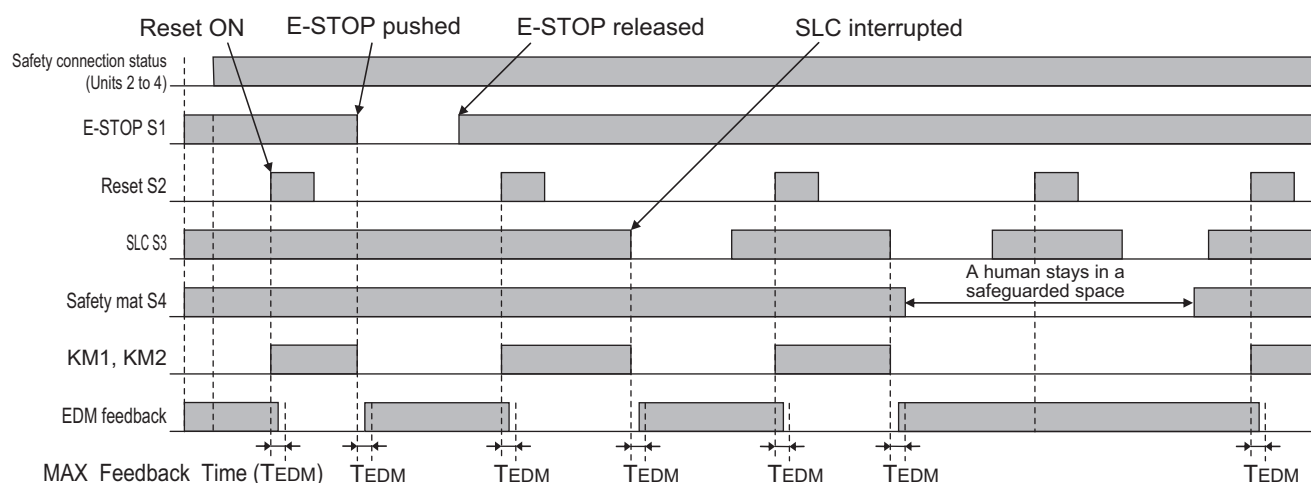 Reset ON
E-STOP pushed
E-STOP released
SLC interrupted
Safety connection status
(Units 2 to 4)
E-STOP S1
Reset S2
SLC S3
A human stays in a
safeguarded space
Safety mat S4
KM1, KM2
EDM feedback
MAX Feedback Time (TEDM)
TEDM
TEDM
TEDM
TEDM
TEDM
TEDM